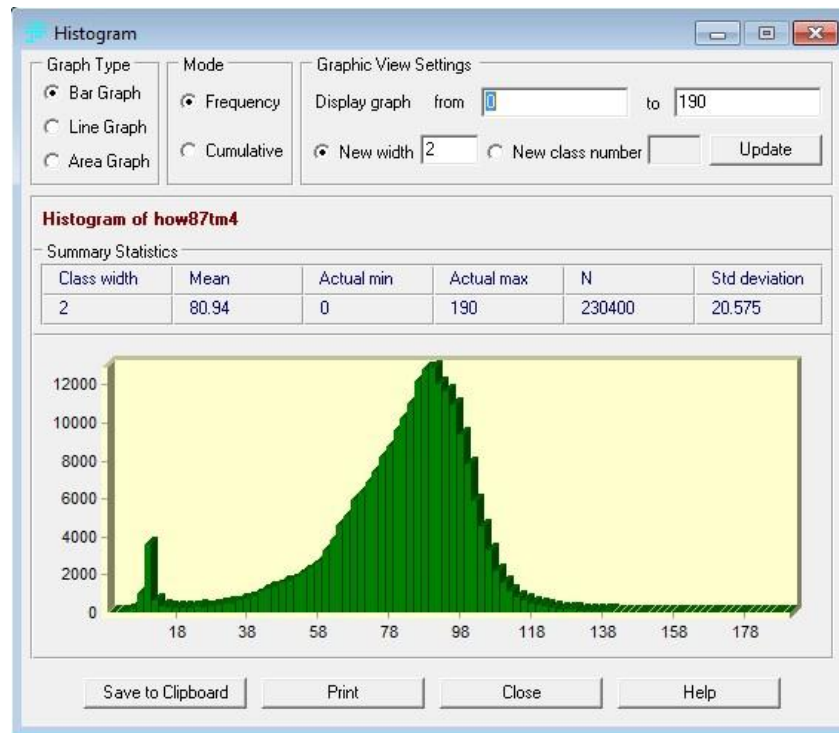 Histogram
Graph Type
Bar Graph
Line Graph
Area Graph
Mode
Frequency
Cumulative
Graphic View Settings
Display graph from 0 to 190
New width 2 New class number Update
Histogram of how87tm4
Summary Statistics
Class width Mean Actual min Actual max N Std deviation
2 80.94 0 190 230400 20.575
12000
10000
8000
6000
4000
2000
0
18 38 58 78 98 118 138 158 178
Save to Clipboard Print Close Help